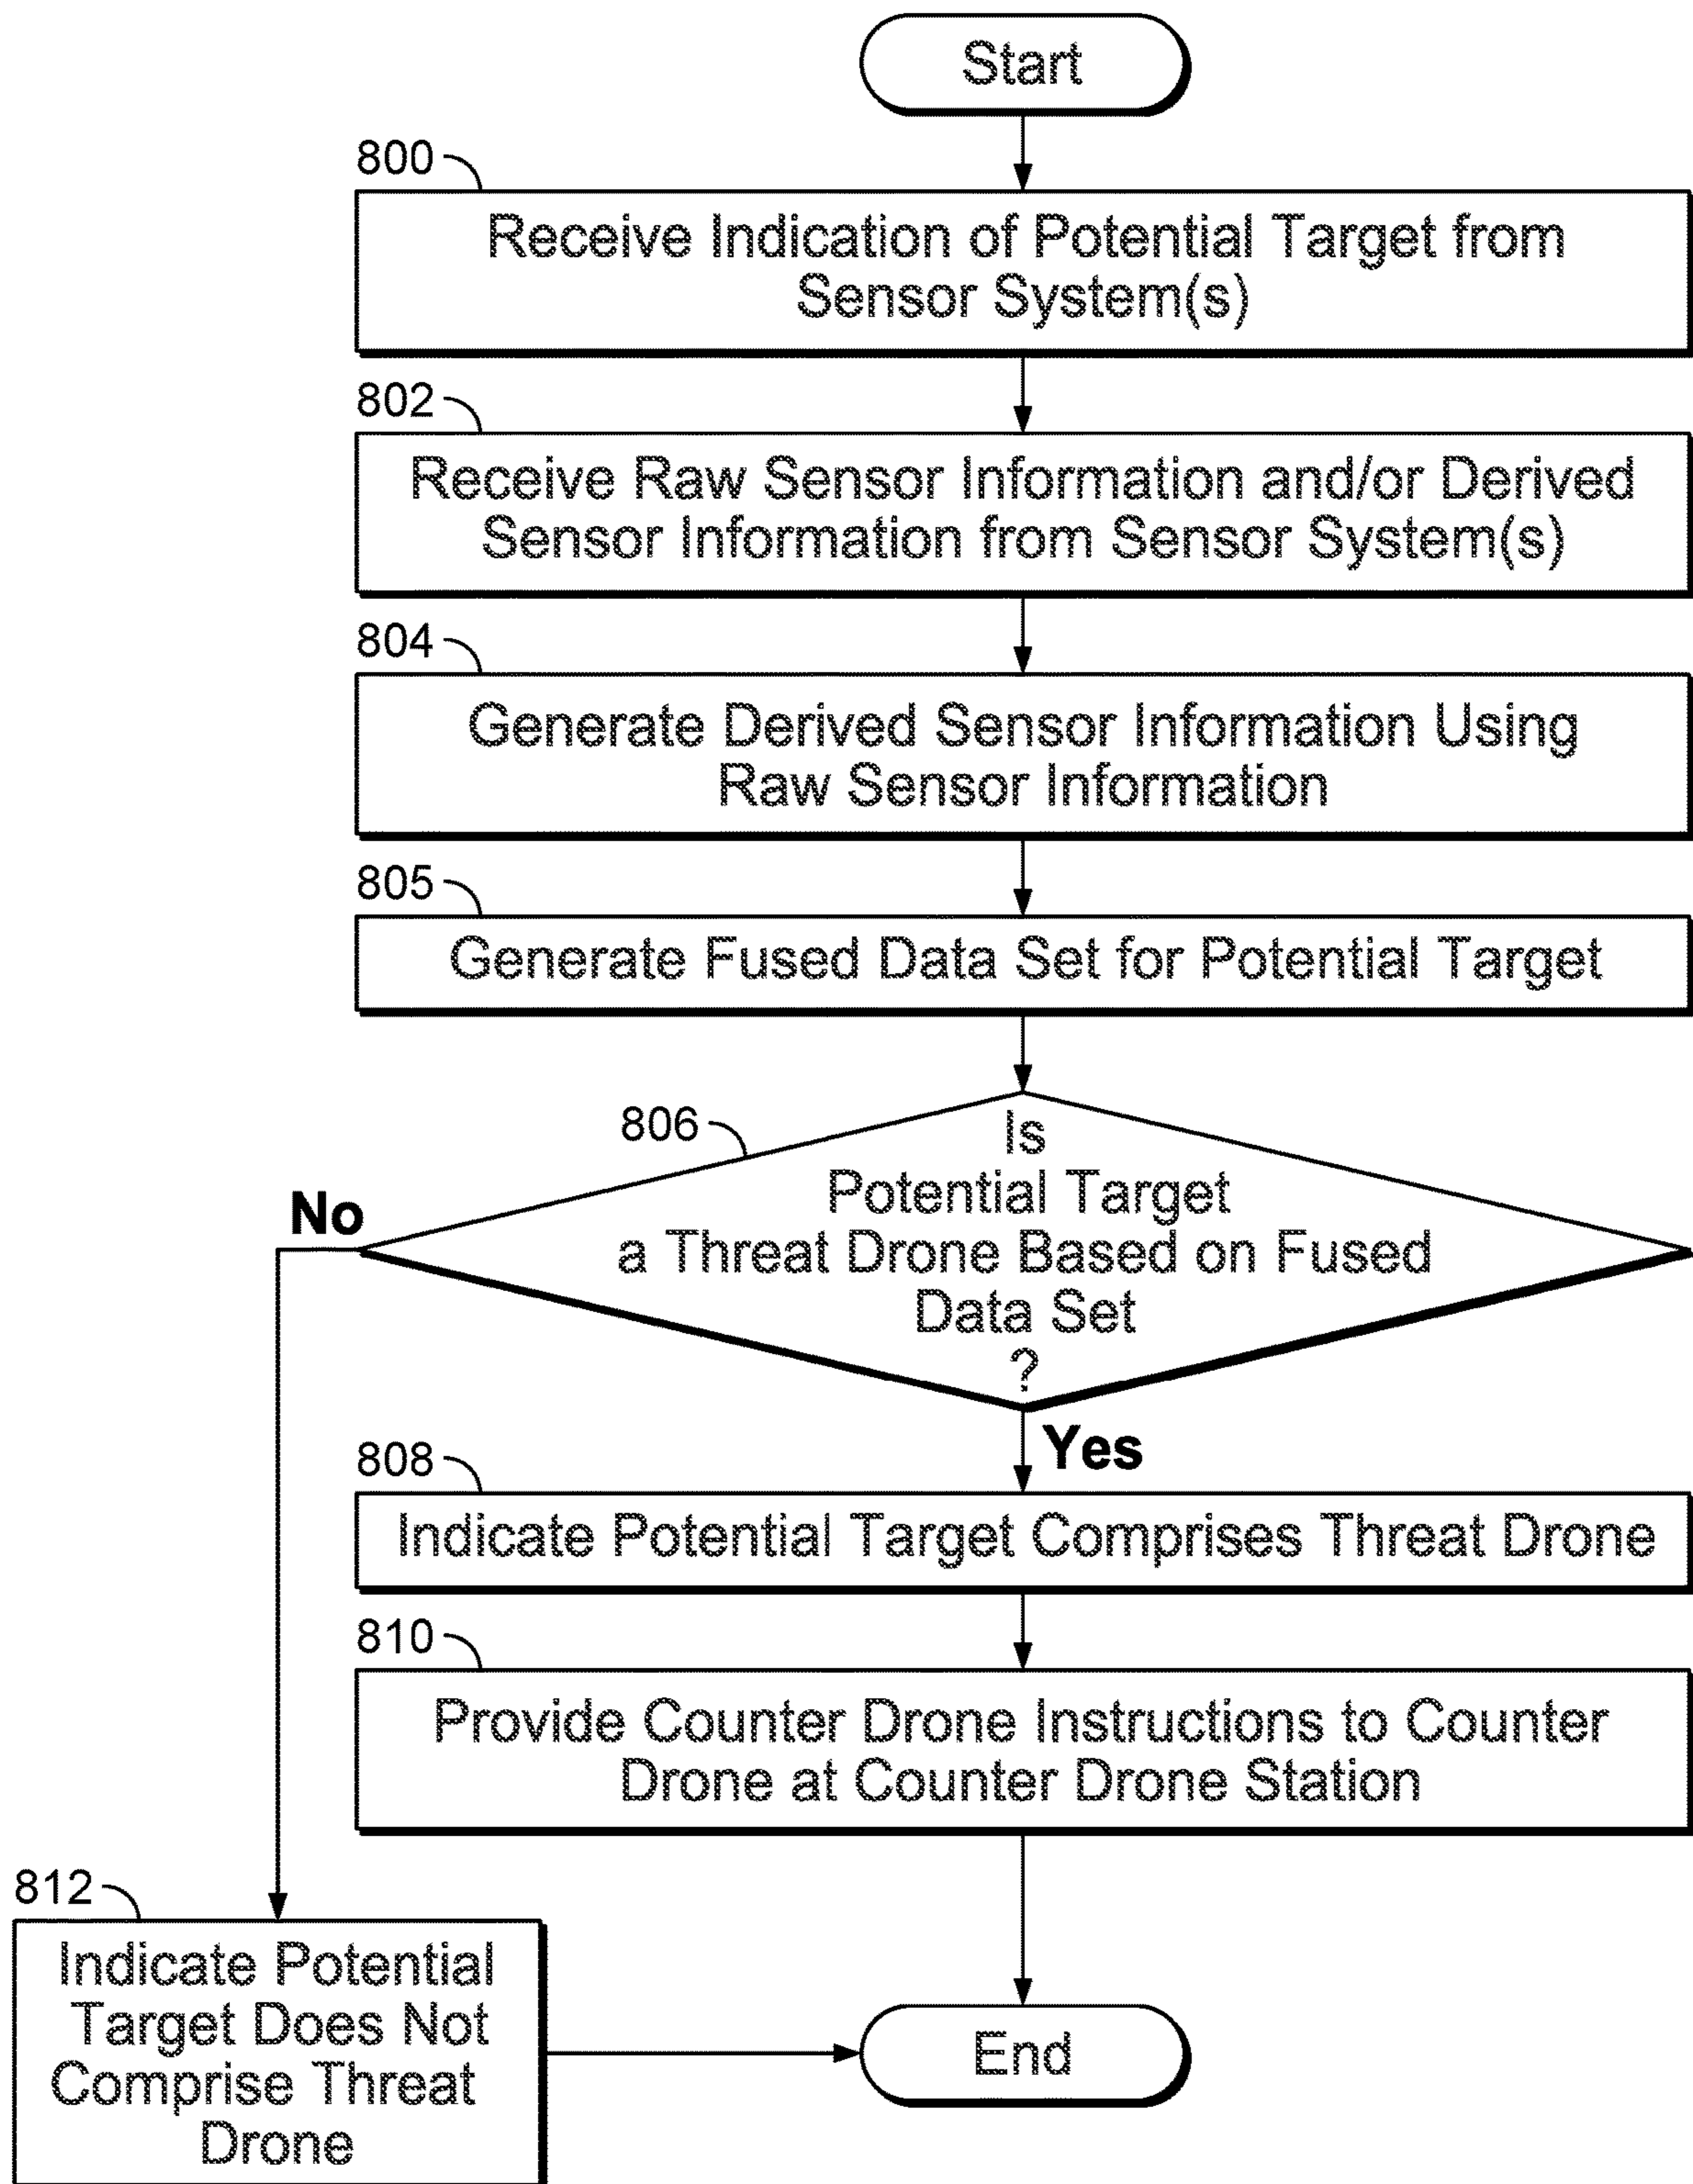 Start
800
Receive Indication of Potential Target from
Sensor System(s)
802
Receive Raw Sensor Information and/or Derived
Sensor Information from Sensor System(s)
804
Generate Derived Sensor Information Using
Raw Sensor Information
805
Generate Fused Data Set for Potential Target
806
Is
Potential Target
a Threat Drone Based on Fused
Data Set
?
No
Yes
808
Indicate Potential Target Comprises Threat Drone
810
Provide Counter Drone Instructions to Counter
Drone at Counter Drone Station
812
Indicate Potential
Target Does Not
Comprise Threat
Drone
End